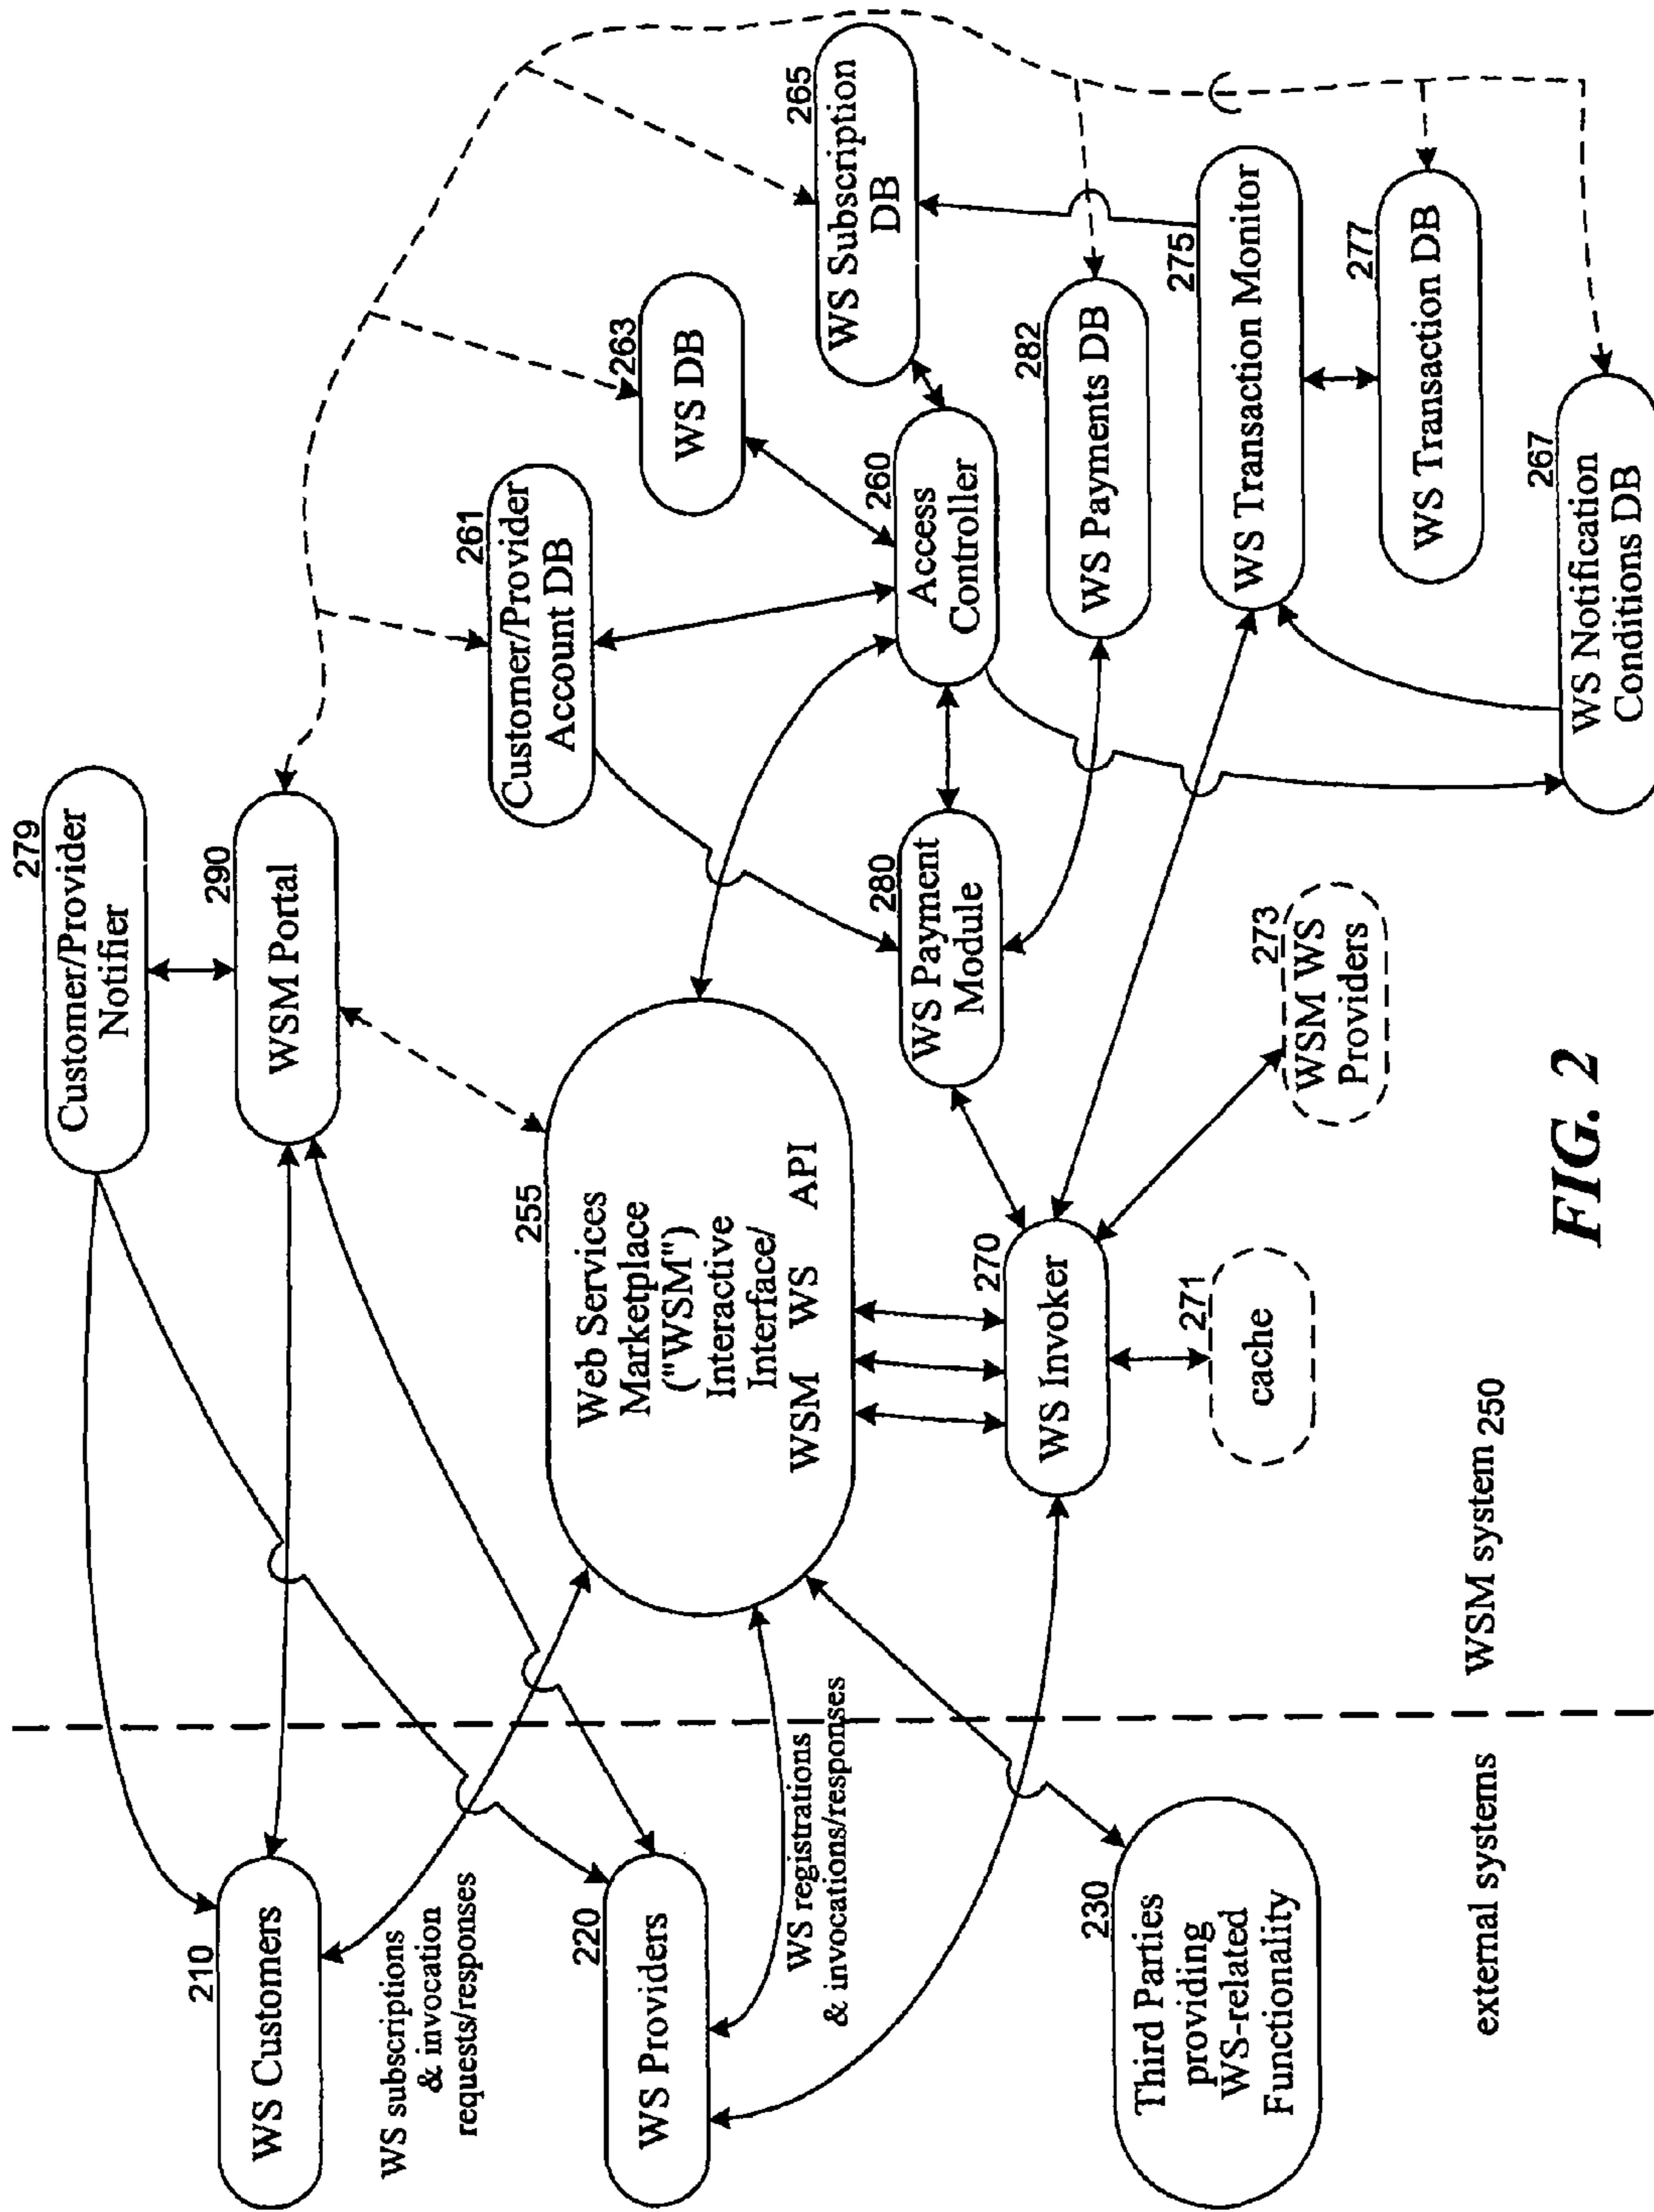 279
Customer/Provider
Notifier
290
WSM Portal
210
WS Customers
WS subscriptions
& invocation
requests/responses
220
WS Providers
WS registrations
& invocations/responses
230
Third Parties
providing
WS-related
Functionality
external systems
255
Web Services
Marketplace
("WSM")
Interactive
Interface/
WSM WS API
261
Customer/Provider
Account DB
263
WS DB
265
WS Subscription
DB
260
Access
Controller
280
WS Payment
Module
282
WS Payments DB
270
WS Invoker
271
cache
273
WSM WS
Providers
275
WS Transaction Monitor
277
WS Transaction DB
267
WS Notification
Conditions DB
WSM system 250
FIG. 2